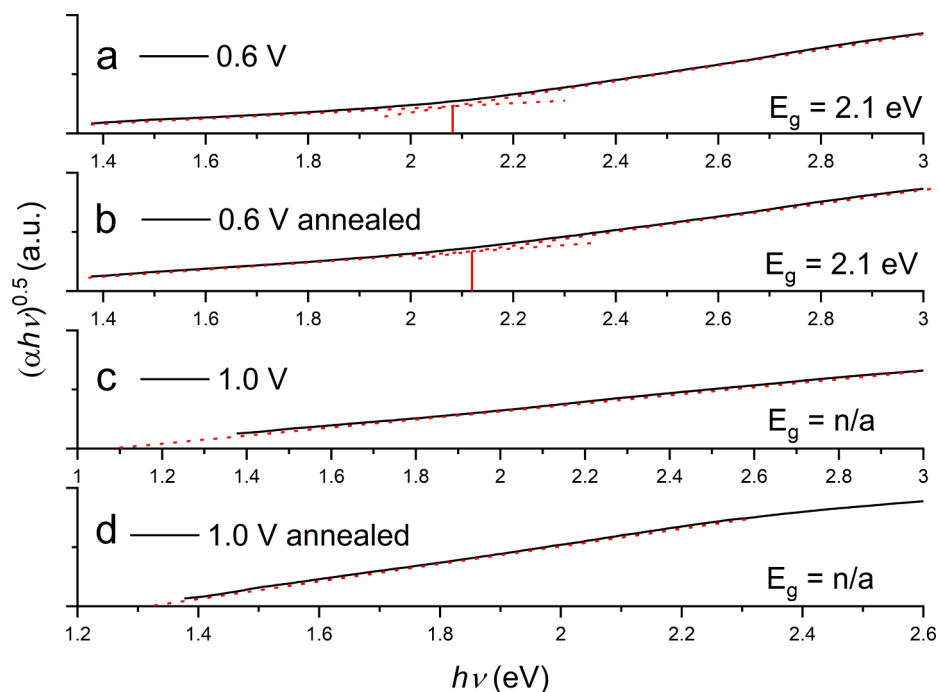 a — 0.6 V
E_g = 2.1 eV
1.4 1.6 1.8 2 2.2 2.4 2.6 2.8 3
b — 0.6 V annealed
E_g = 2.1 eV
1.4 1.6 1.8 2 2.2 2.4 2.6 2.8 3
(αhν)^0.5 (a.u.)
c — 1.0 V
E_g = n/a
1 1.2 1.4 1.6 1.8 2 2.2 2.4 2.6 2.8 3
d — 1.0 V annealed
E_g = n/a
1.2 1.4 1.6 1.8 2 2.2 2.4 2.6
hν (eV)